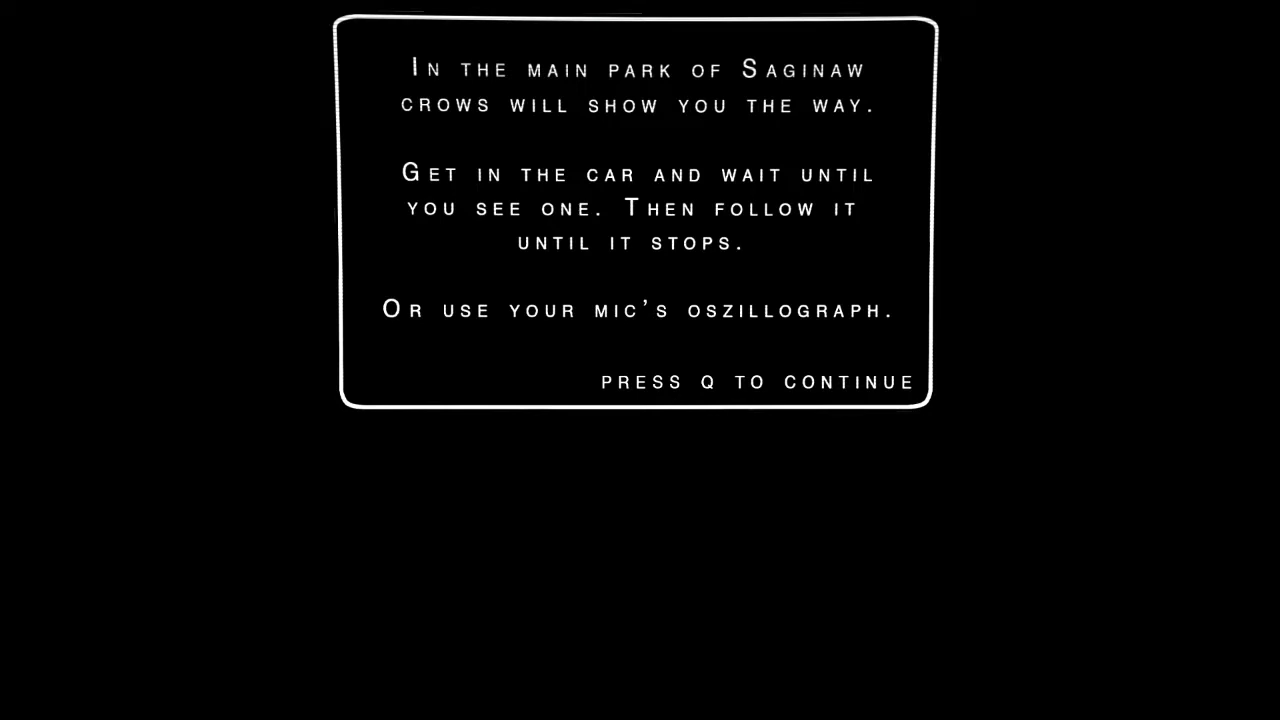 In the main park of Saginaw
crows will show you the way.
Get in the car and wait until
you see one. Then follow it
until it stops.
Or use your mic's oszillograph.
press Q to continue